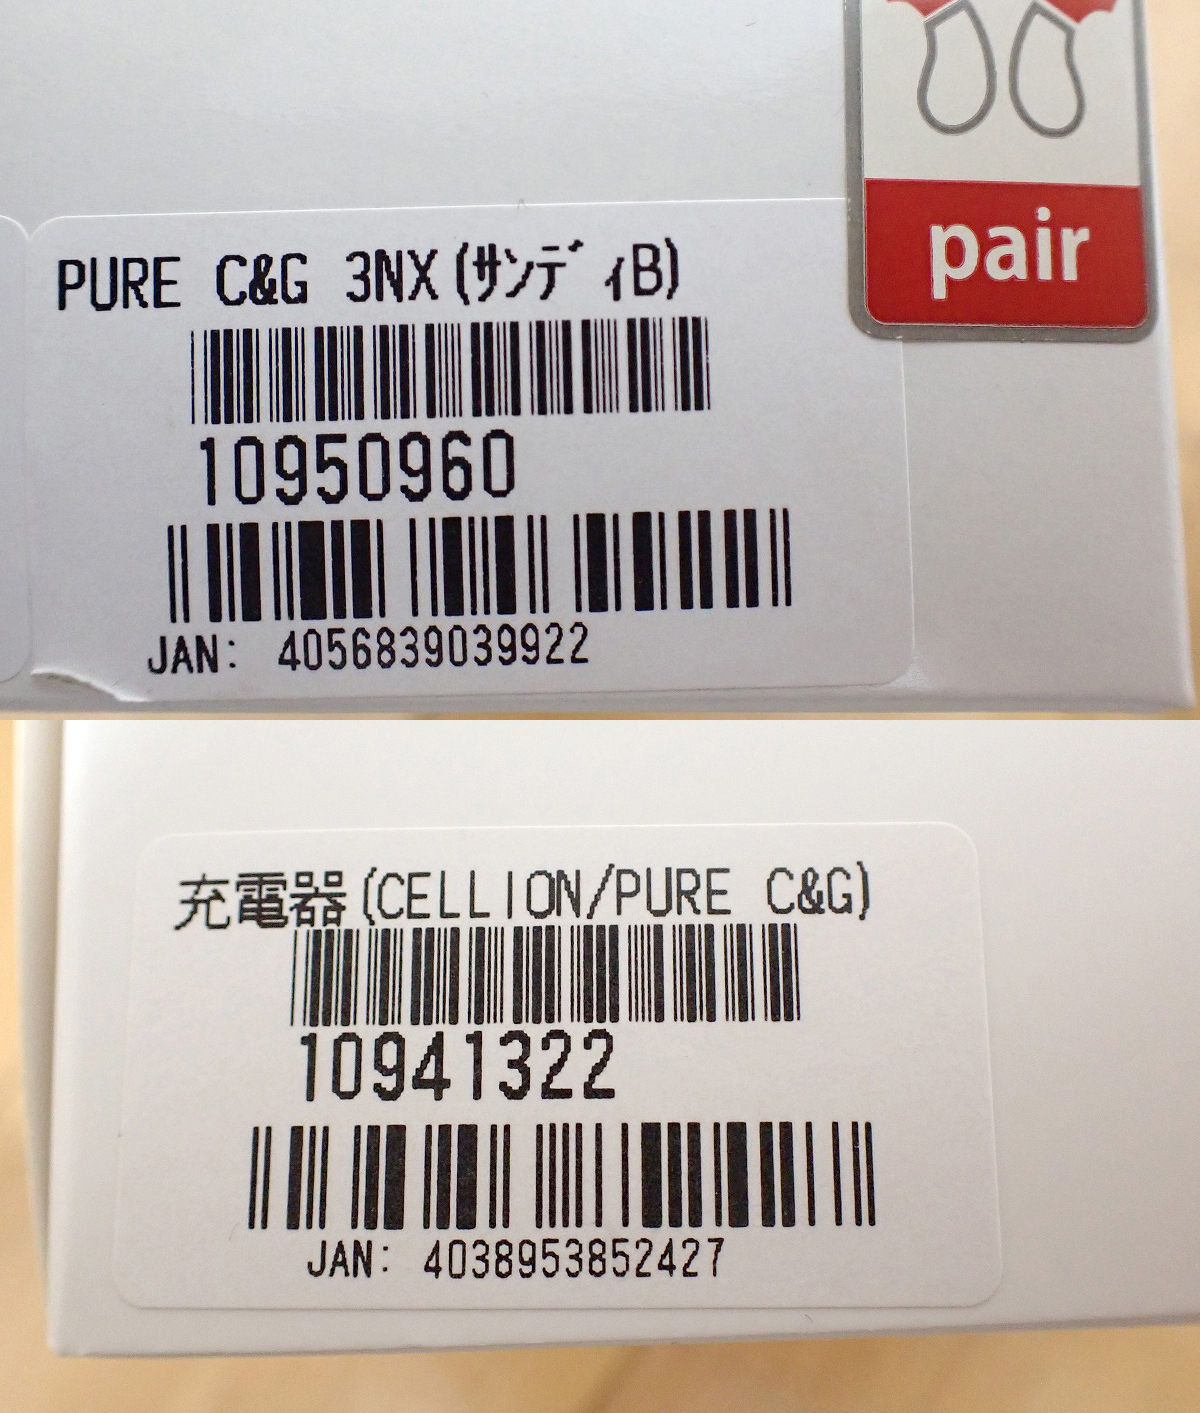 pair
PURE C&G 3NX(ｻﾝﾃﾞｨB)
10950960
JAN: 4056839039922
充電器(CELLION/PURE C&G)
10941322
JAN: 4038953852427